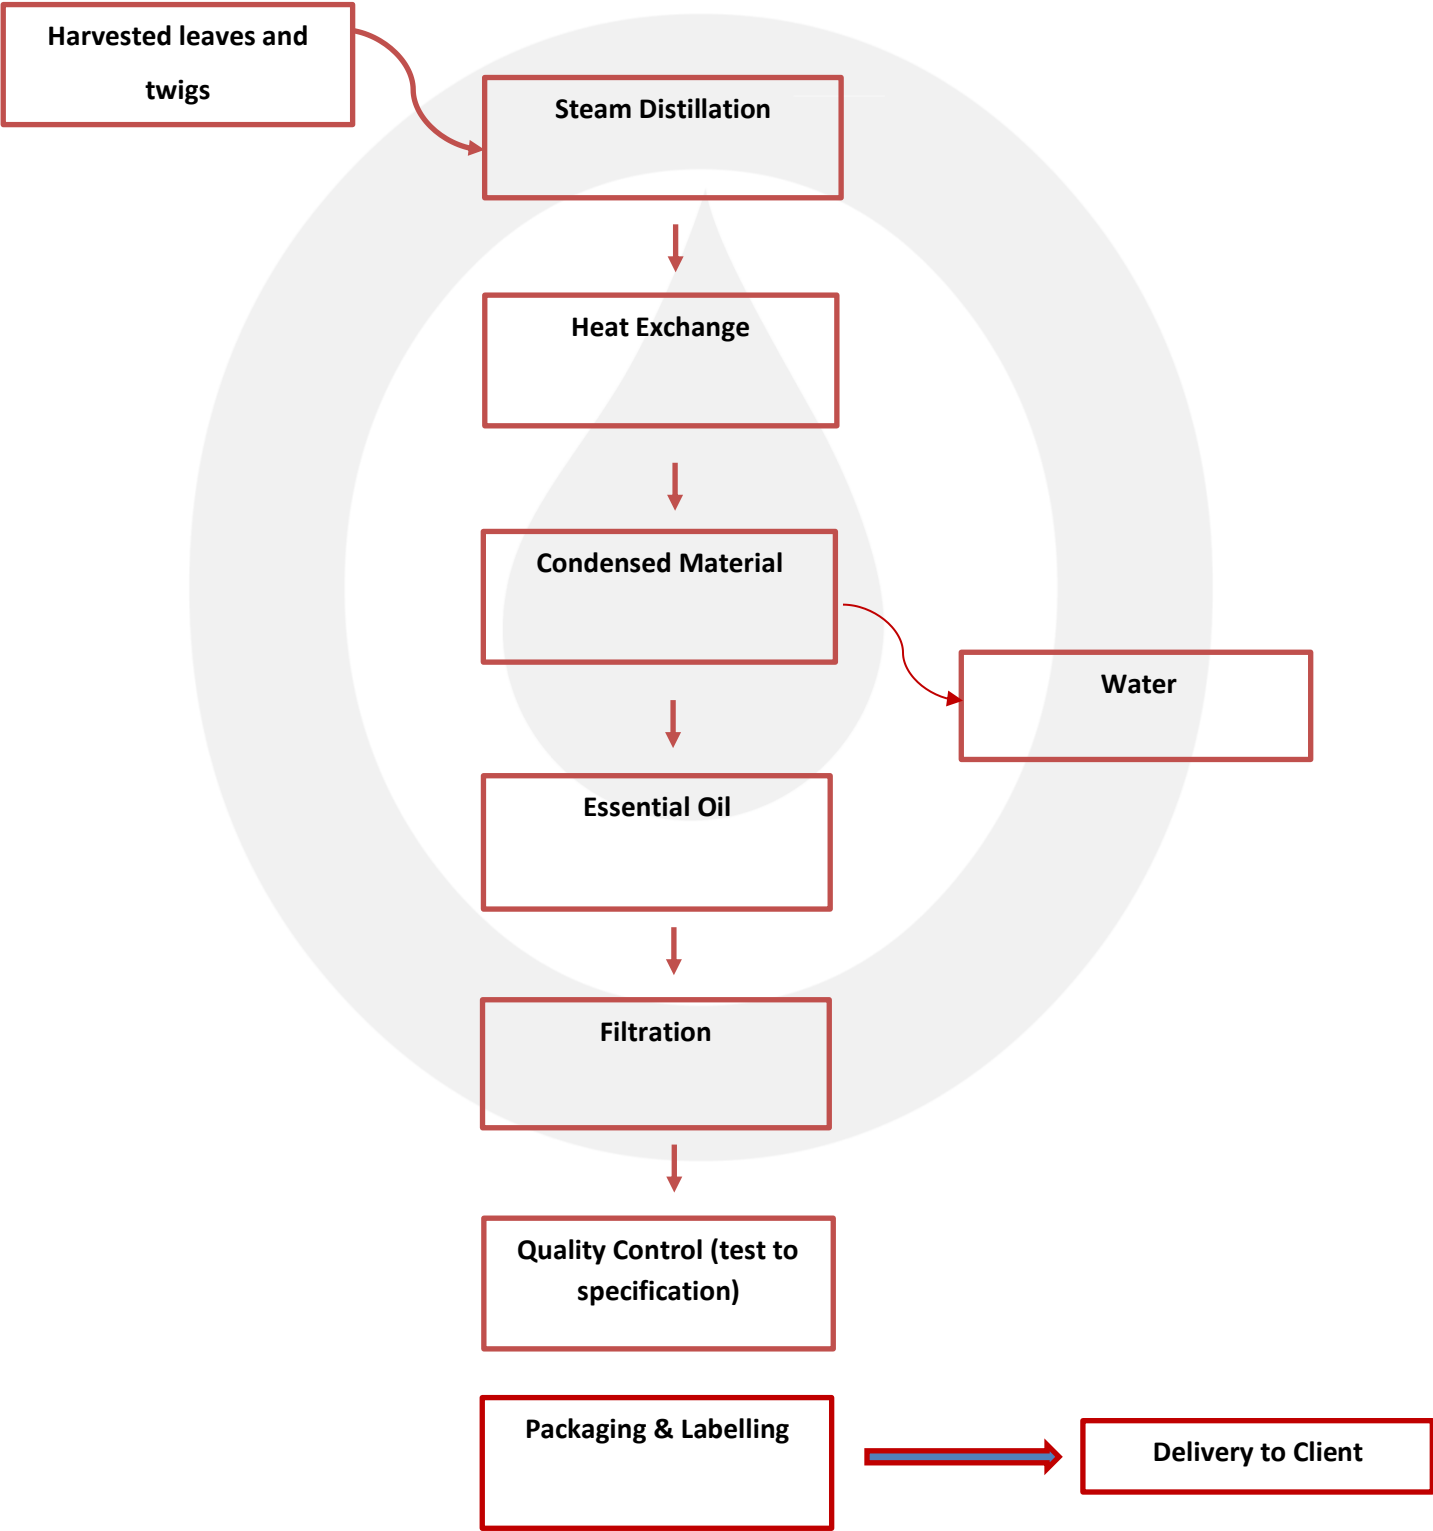 Harvested leaves and
twigs
Steam Distillation
Heat Exchange
Condensed Material
Water
Essential Oil
Filtration
Quality Control (test to
specification)
Packaging & Labelling
Delivery to Client